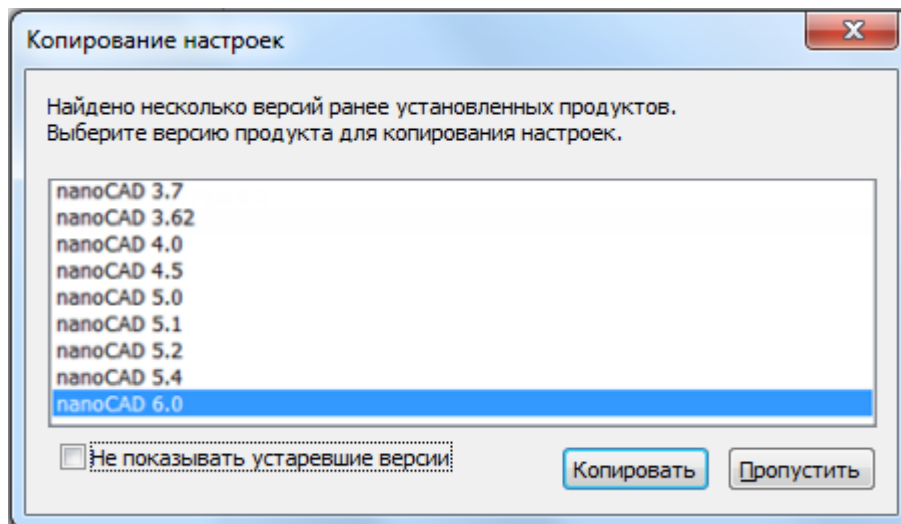 Копирование настроек
Найдено несколько версий ранее установленных продуктов.
Выберите версию продукта для копирования настроек.
nanoCAD 3.7
nanoCAD 3.62
nanoCAD 4.0
nanoCAD 4.5
nanoCAD 5.0
nanoCAD 5.1
nanoCAD 5.2
nanoCAD 5.4
nanoCAD 6.0
Не показывать устаревшие версии
Копировать
Пропустить